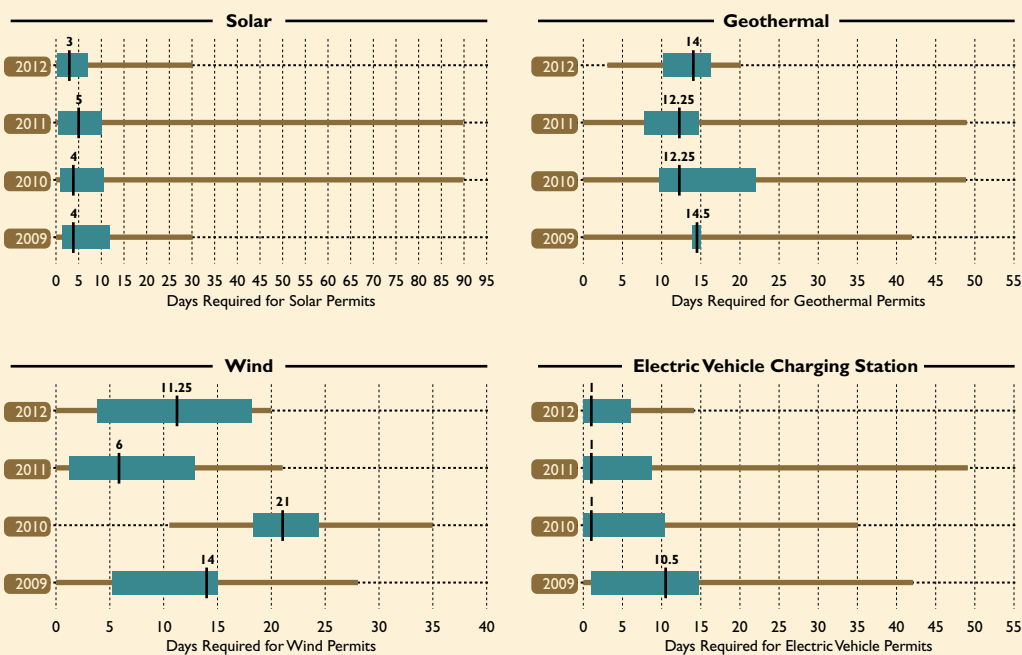 Solar
3
2012
5
2011
4
2010
4
2009
0 5 10 15 20 25 30 35 40 45 50 55 60 65 70 75 80 85 90 95
Days Required for Solar Permits
Geothermal
14
2012
12.25
2011
12.25
2010
14.5
2009
0 5 10 15 20 25 30 35 40 45 50 55
Days Required for Geothermal Permits
Wind
11.25
2012
6
2011
21
2010
14
2009
0 5 10 15 20 25 30 35 40
Days Required for Wind Permits
Electric Vehicle Charging Station
1
2012
1
2011
1
2010
10.5
2009
0 5 10 15 20 25 30 35 40 45 50 55
Days Required for Electric Vehicle Permits